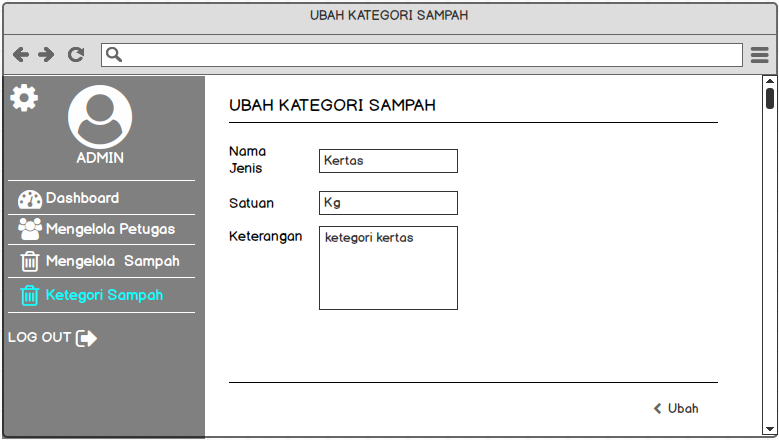 UBAH KATEGORI SAMPAH
ADMIN
Dashboard
Mengelola Petugas
Mengelola Sampah
Ketegori Sampah
LOG OUT
UBAH KATEGORI SAMPAH
Nama
Jenis
Kertas
Satuan
Kg
Keterangan
ketegori kertas
Ubah